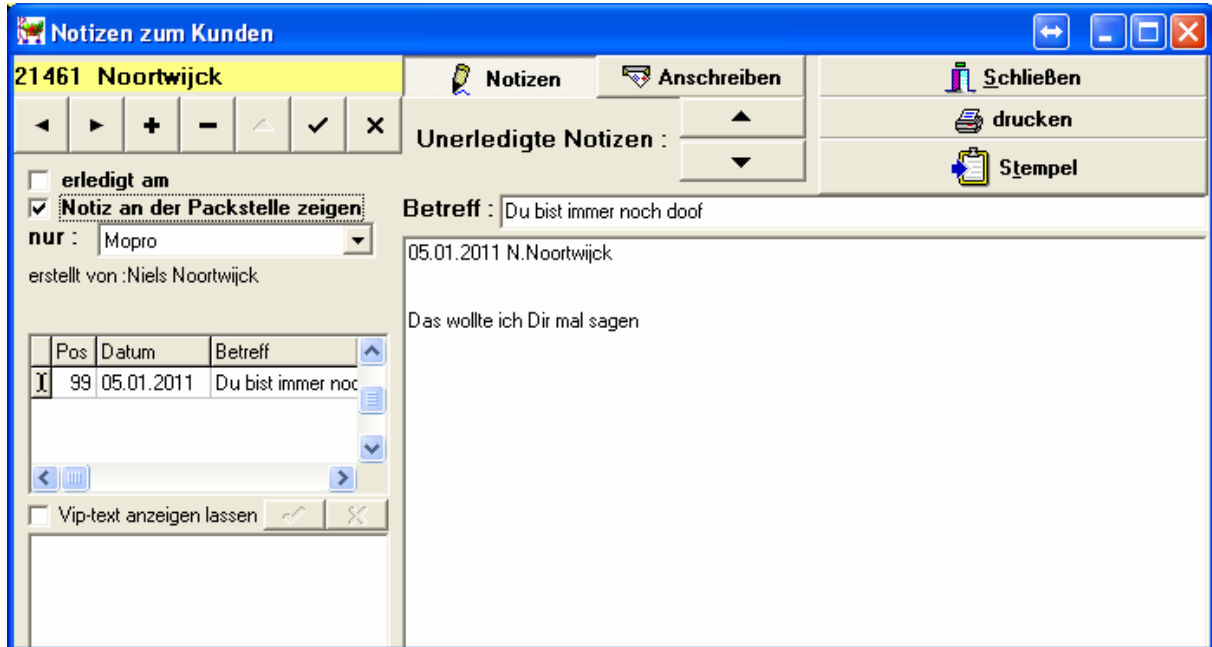 Notizen zum Kunden
21461 Noortwijck
Notizen
Anschreiben
Schließen
drucken
Stempel
Unerledigte Notizen :
erledigt am
Notiz an der Packstelle zeigen
nur : Mopro
erstellt von :Niels Noortwijck
Betreff : Du bist immer noch doof
05.01.2011 N.Noortwijck
Das wollte ich Dir mal sagen
Pos Datum Betreff
99 05.01.2011 Du bist immer noc
Vip-text anzeigen lassen